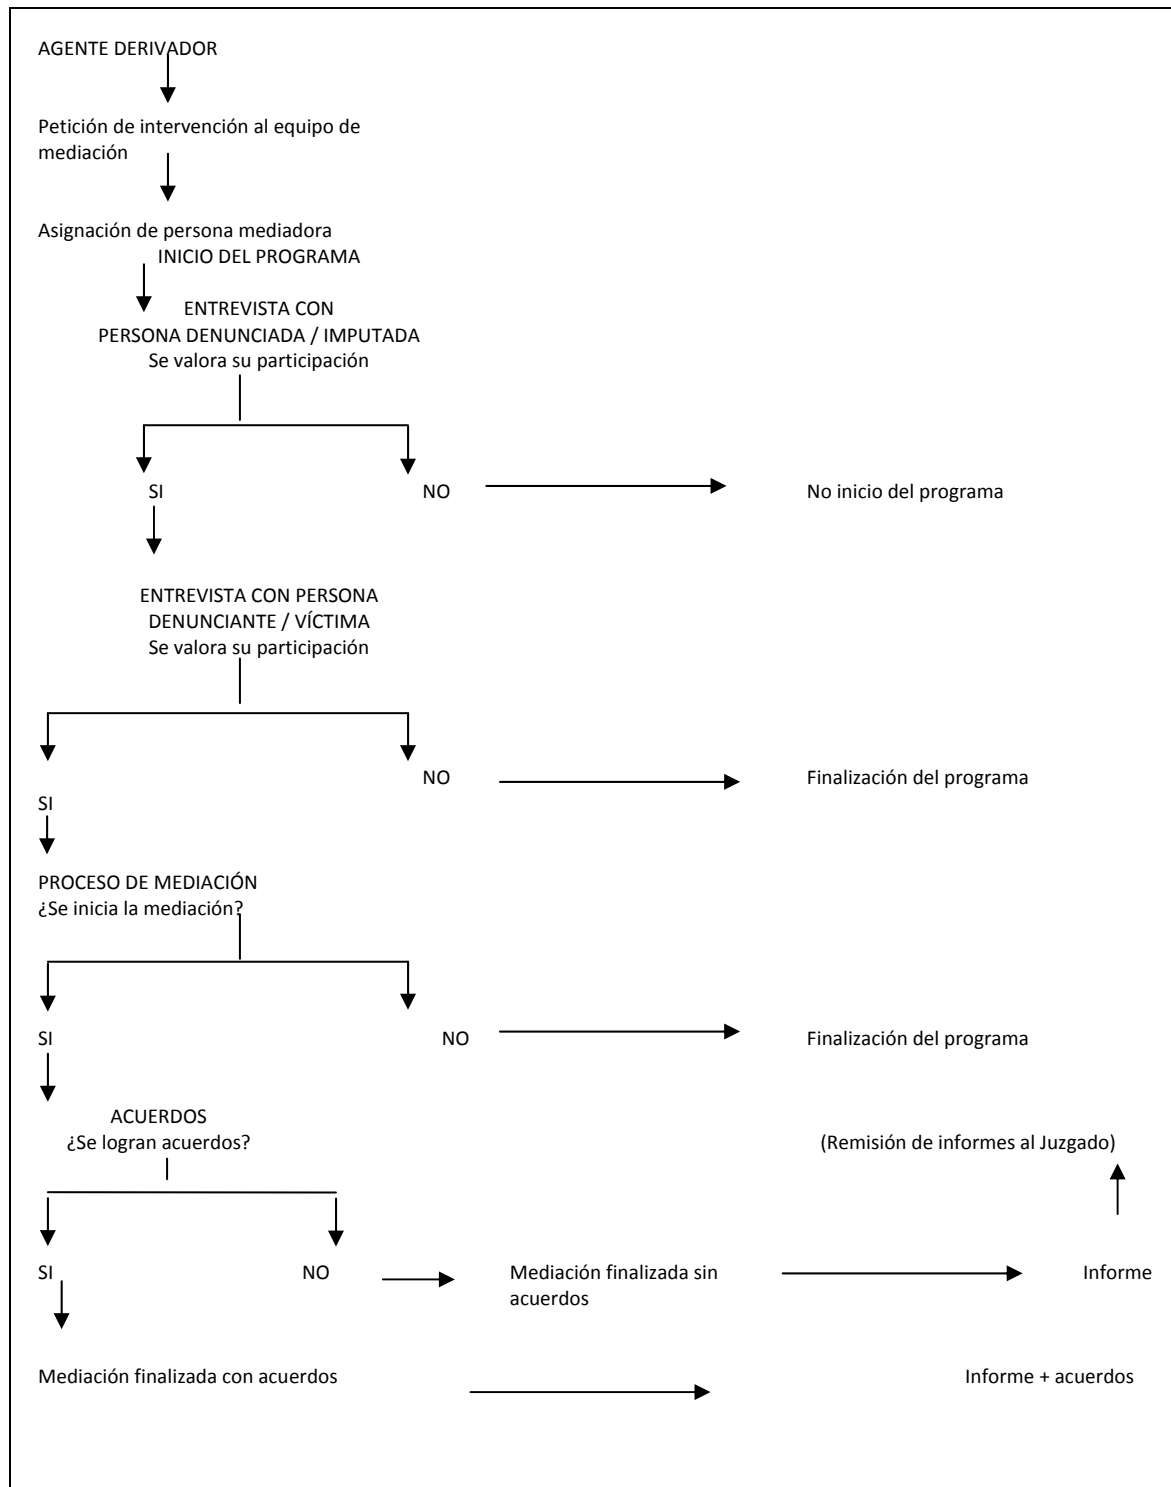 AGENTE DERIVADOR
Petición de intervención al equipo de
mediación
Asignación de persona mediadora
INICIO DEL PROGRAMA
ENTREVISTA CON
PERSONA DENUNCIADA / IMPUTADA
Se valora su participación
SI
NO
No inicio del programa
ENTREVISTA CON PERSONA
DENUNCIANTE / VÍCTIMA
Se valora su participación
NO
Finalización del programa
SI
PROCESO DE MEDIACIÓN
¿Se inicia la mediación?
SI
NO
Finalización del programa
ACUERDOS
¿Se logran acuerdos?
(Remisión de informes al Juzgado)
SI
NO
Mediación finalizada sin
acuerdos
Informe
Mediación finalizada con acuerdos
Informe + acuerdos